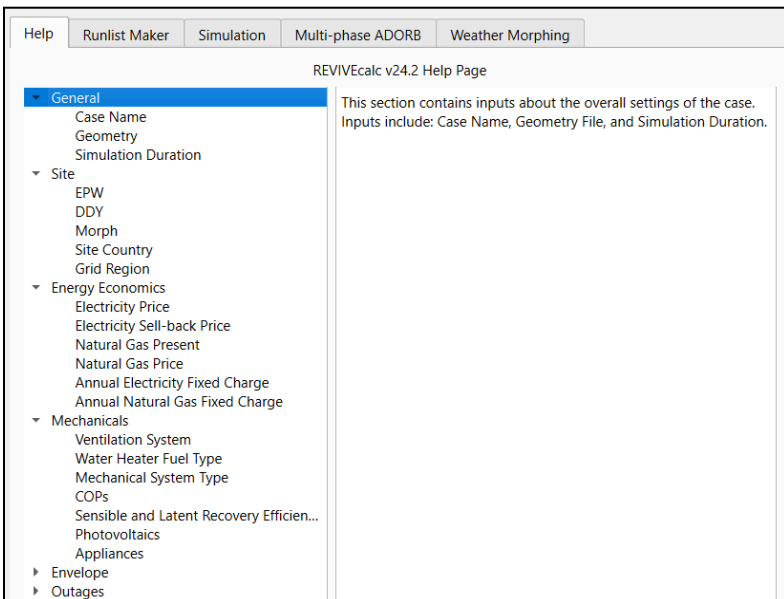 Help
Runlist Maker
Simulation
Multi-phase ADORB
Weather Morphing
REVIVEcalc v24.2 Help Page
General
Case Name
Geometry
Simulation Duration
Site
EPW
DDY
Morph
Site Country
Grid Region
Energy Economics
Electricity Price
Electricity Sell-back Price
Natural Gas Present
Natural Gas Price
Annual Electricity Fixed Charge
Annual Natural Gas Fixed Charge
Mechanicals
Ventilation System
Water Heater Fuel Type
Mechanical System Type
COPs
Sensible and Latent Recovery Efficien...
Photovoltaics
Appliances
Envelope
Outages
This section contains inputs about the overall settings of the case.
Inputs include: Case Name, Geometry File, and Simulation Duration.